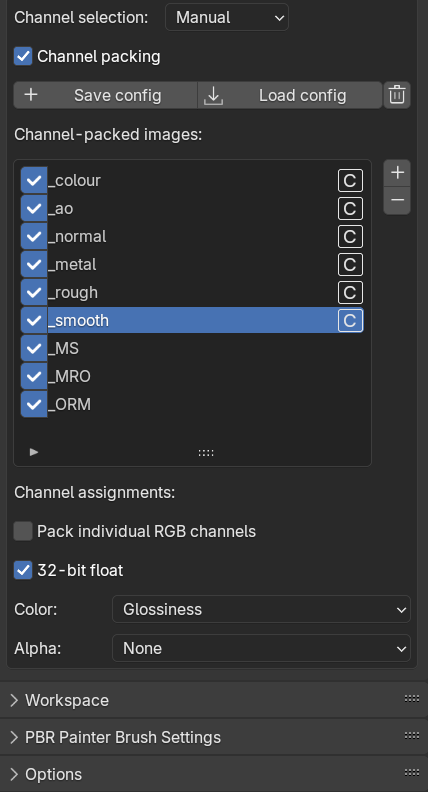 Channel selection: Manual
Channel packing
Save config Load config
Channel-packed images:
_colour C
_ao C
_normal C
_metal C
_rough C
_smooth C
_MS
_MRO
_ORM
Channel assignments:
Pack individual RGB channels
32-bit float
Color: Glossiness
Alpha: None
Workspace
PBR Painter Brush Settings
Options